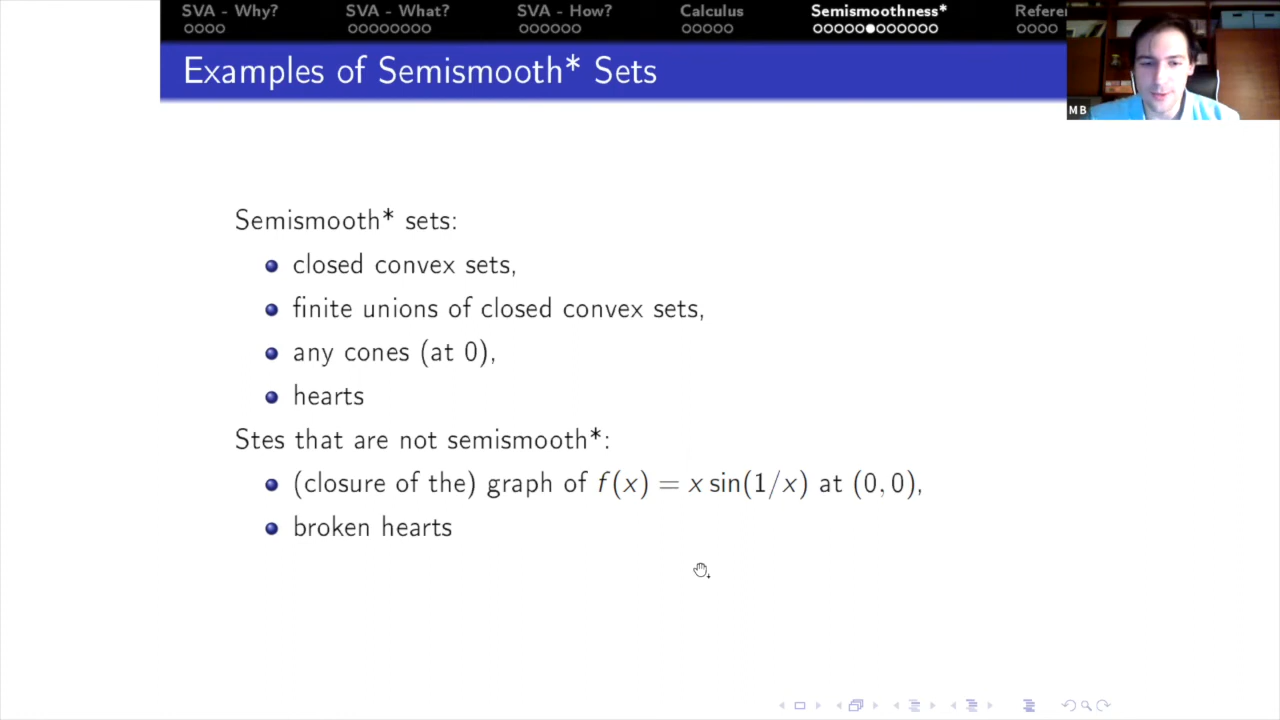 SVA - Why? SVA - What? SVA - How? Calculus Semismoothness*
Examples of Semismooth* Sets
MB
Semismooth* sets:
closed convex sets,
finite unions of closed convex sets,
any cones (at 0),
hearts
Stes that are not semismooth*:
(closure of the) graph of f(x) = x sin(1/x) at (0, 0),
broken hearts